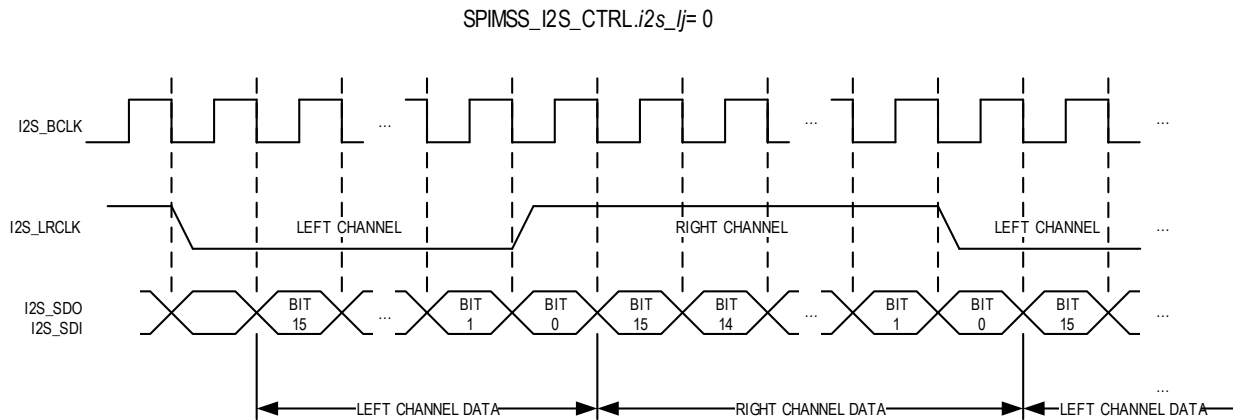 SPIMSS_I2S_CTRL.i2s_lj= 0
I2S_BCLK
...
...
...
I2S_LRCLK
LEFT CHANNEL
RIGHT CHANNEL
LEFT CHANNEL
...
I2S_SDO
I2S_SDI
BIT
15
...
BIT
1
BIT
0
BIT
15
BIT
14
...
BIT
1
BIT
0
BIT
15
...
LEFT CHANNEL DATA
RIGHT CHANNEL DATA
LEFT CHANNEL DATA
...